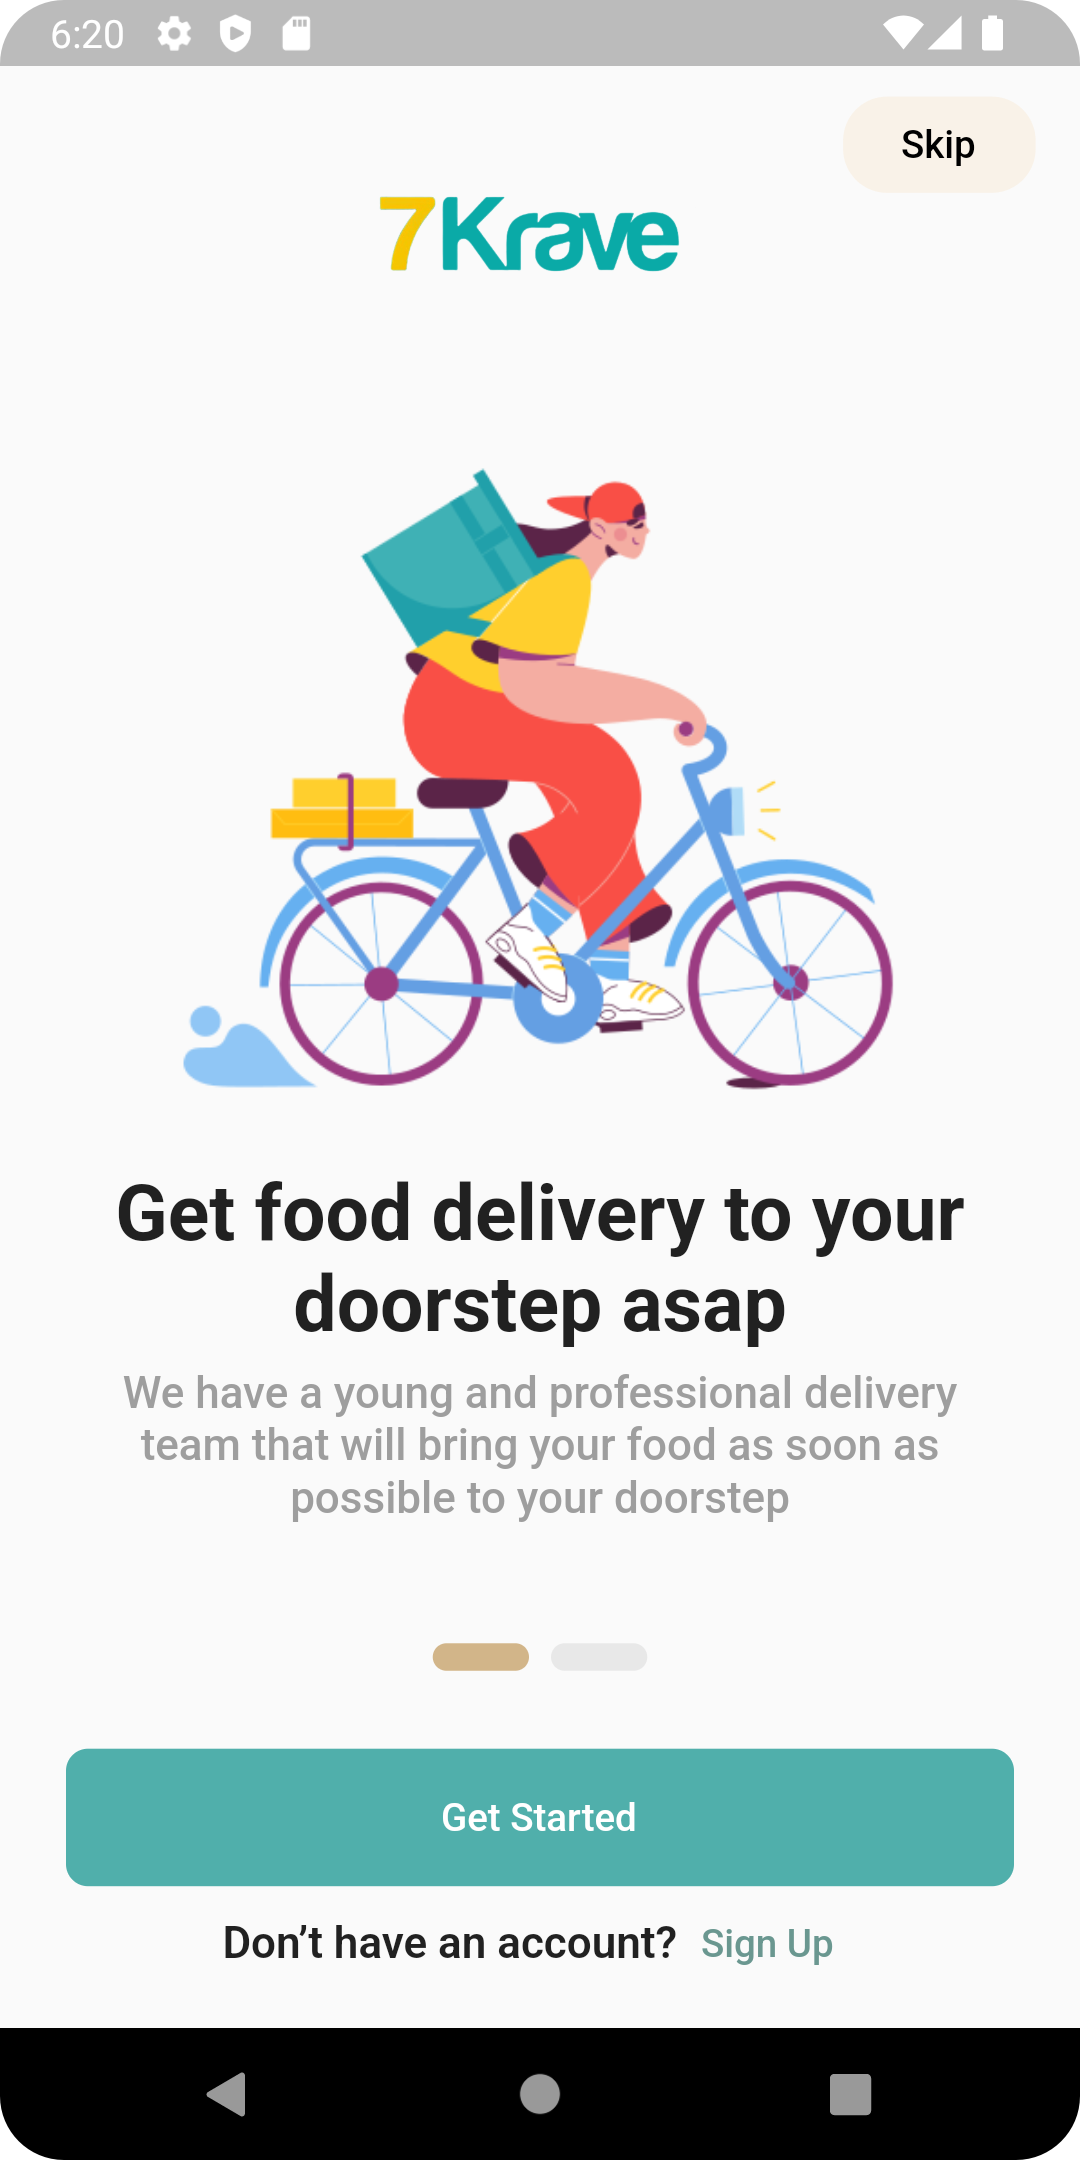 6:20
Skip
7Krave
Get food delivery to your
doorstep asap
We have a young and professional delivery
team that will bring your food as soon as
possible to your doorstep
Get Started
Don’t have an account? Sign Up